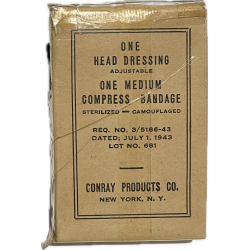 ONE
HEAD DRESSING
ADJUSTABLE
ONE MEDIUM
COMPRESS BANDAGE
STERILIZED — CAMOUFLAGED
REQ. NO. 3/5186-43
DATED; JULY 1, 1943
LOT NO. 681
CONRAY PRODUCTS CO.
NEW YORK, N. Y.